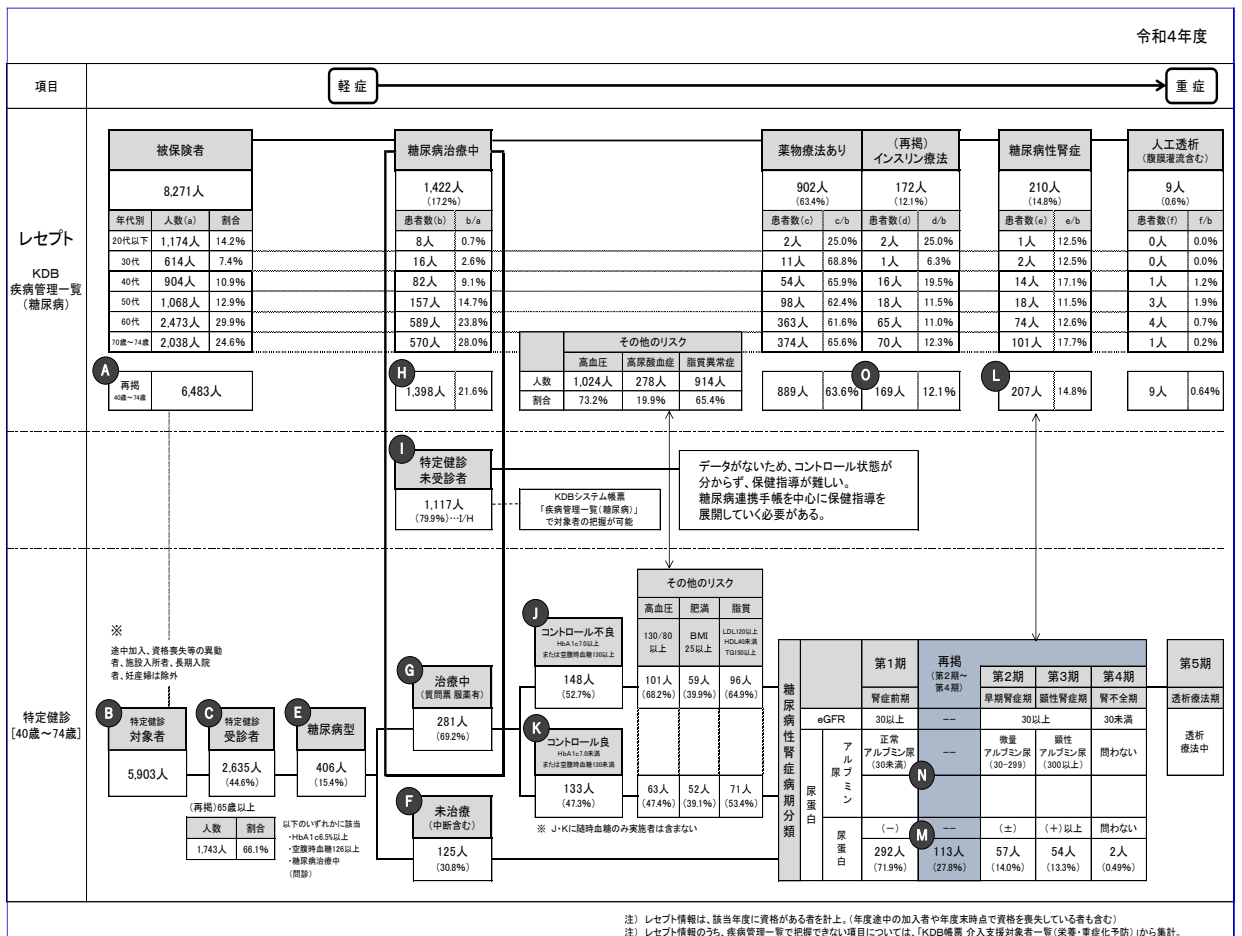 令和4年度
項目
軽症
重症
レセプト
KDB
疾病管理一覧
（糖尿病）
被保険者
8,271人
年代別 人数(a) 割合
20代以下 1,174人 14.2%
30代 614人 7.4%
40代 904人 10.9%
50代 1,068人 12.9%
60代 2,473人 29.9%
70歳～74歳 2,038人 24.6%
A
再掲
40歳～74歳
6,483人
糖尿病治療中
1,422人
(17.2%)
患者数(b) b/a
8人 0.7%
16人 2.6%
82人 9.1%
157人 14.7%
589人 23.8%
570人 28.0%
H
1,398人 21.6%
その他のリスク
高血圧 高尿酸血症 脂質異常症
人数 1,024人 278人 914人
割合 73.2% 19.9% 65.4%
薬物療法あり
902人
(63.4%)
患者数(c) c/b
2人 25.0%
11人 68.8%
54人 65.9%
98人 62.4%
363人 61.6%
374人 65.6%
889人 63.6%
（再掲）
インスリン療法
172人
(12.1%)
患者数(d) d/b
2人 25.0%
1人 6.3%
16人 19.5%
18人 11.5%
65人 11.0%
70人 12.3%
O
169人 12.1%
糖尿病性腎症
210人
(14.8%)
患者数(e) e/b
1人 12.5%
2人 12.5%
14人 17.1%
18人 11.5%
74人 12.6%
101人 17.7%
L
207人 14.8%
人工透析
（腹膜灌流含む）
9人
(0.6%)
患者数(f) f/b
0人 0.0%
0人 0.0%
1人 1.2%
3人 1.9%
4人 0.7%
1人 0.2%
9人 0.64%
I
特定健診
未受診者
1,117人
(79.9%)…I/H
KDBシステム帳票
「疾病管理一覧（糖尿病）」
で対象者の把握が可能
データがないため、コントロール状態が
分からず、保健指導が難しい。
糖尿病連携手帳を中心に保健指導を
展開していく必要がある。
特定健診
[40歳～74歳]
※
途中加入、資格喪失等の異動
者、施設入所者、長期入院
者、妊産婦は除外
B
特定健診
対象者
5,903人
C
特定健診
受診者
2,635人
(44.6%)
（再掲）65歳以上
人数 割合
1,743人 66.1%
E
糖尿病型
406人
(15.4%)
以下のいずれかに該当
・HbA1c6.5%以上
・空腹時血糖126以上
・糖尿病治療中
（問診）
G
治療中
（質問票 服薬有）
281人
(69.2%)
F
未治療
（中断含む）
125人
(30.8%)
J
コントロール不良
HbA1c7.0以上
または空腹時血糖130以上
148人
(52.7%)
K
コントロール良
HbA1c7.0未満
または空腹時血糖130未満
133人
(47.3%)
その他のリスク
高血圧 肥満 脂質
130/80
以上
BMI
25以上
LDL120以上
HDL40未満
TG150以上
101人 59人 96人
(68.2%) (39.9%) (64.9%)
63人 52人 71人
(47.4%) (39.1%) (53.4%)
※ J・Kに随時血糖のみ実施者は含まない
糖尿病性腎症病期分類
第1期
腎症前期
再掲
（第2期～
第4期）
第2期 第3期 第4期
早期腎症期 顕性腎症期 腎不全期
第5期
透析療法期
透析
療法中
eGFR 30以上 -- 30以上 30未満
尿蛋白
尿アルブミン
正常
アルブミン尿
(30未満)
--
微量
アルブミン尿
(30-299)
顕性
アルブミン尿
(300以上)
問わない
N
尿蛋白
(－) -- (±) (＋)以上 問わない
M
292人 113人 57人 54人 2人
(71.9%) (27.8%) (14.0%) (13.3%) (0.49%)
注） レセプト情報は、該当年度に資格がある者を計上。（年度途中の加入者や年度末時点で資格を喪失している者も含む）
注） レセプト情報のうち、疾病管理一覧で把握できない項目については、「KDB帳票 介入支援対象者一覧（栄養・重症化予防）」から集計。